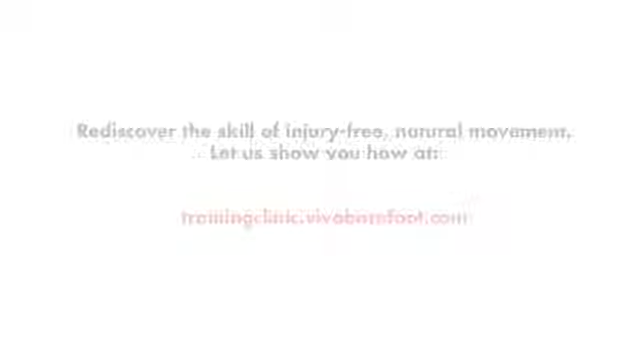 Rediscover the skill of injury-free, natural movement.
Let us show you how at:
trainingclinic.vivobarefoot.com